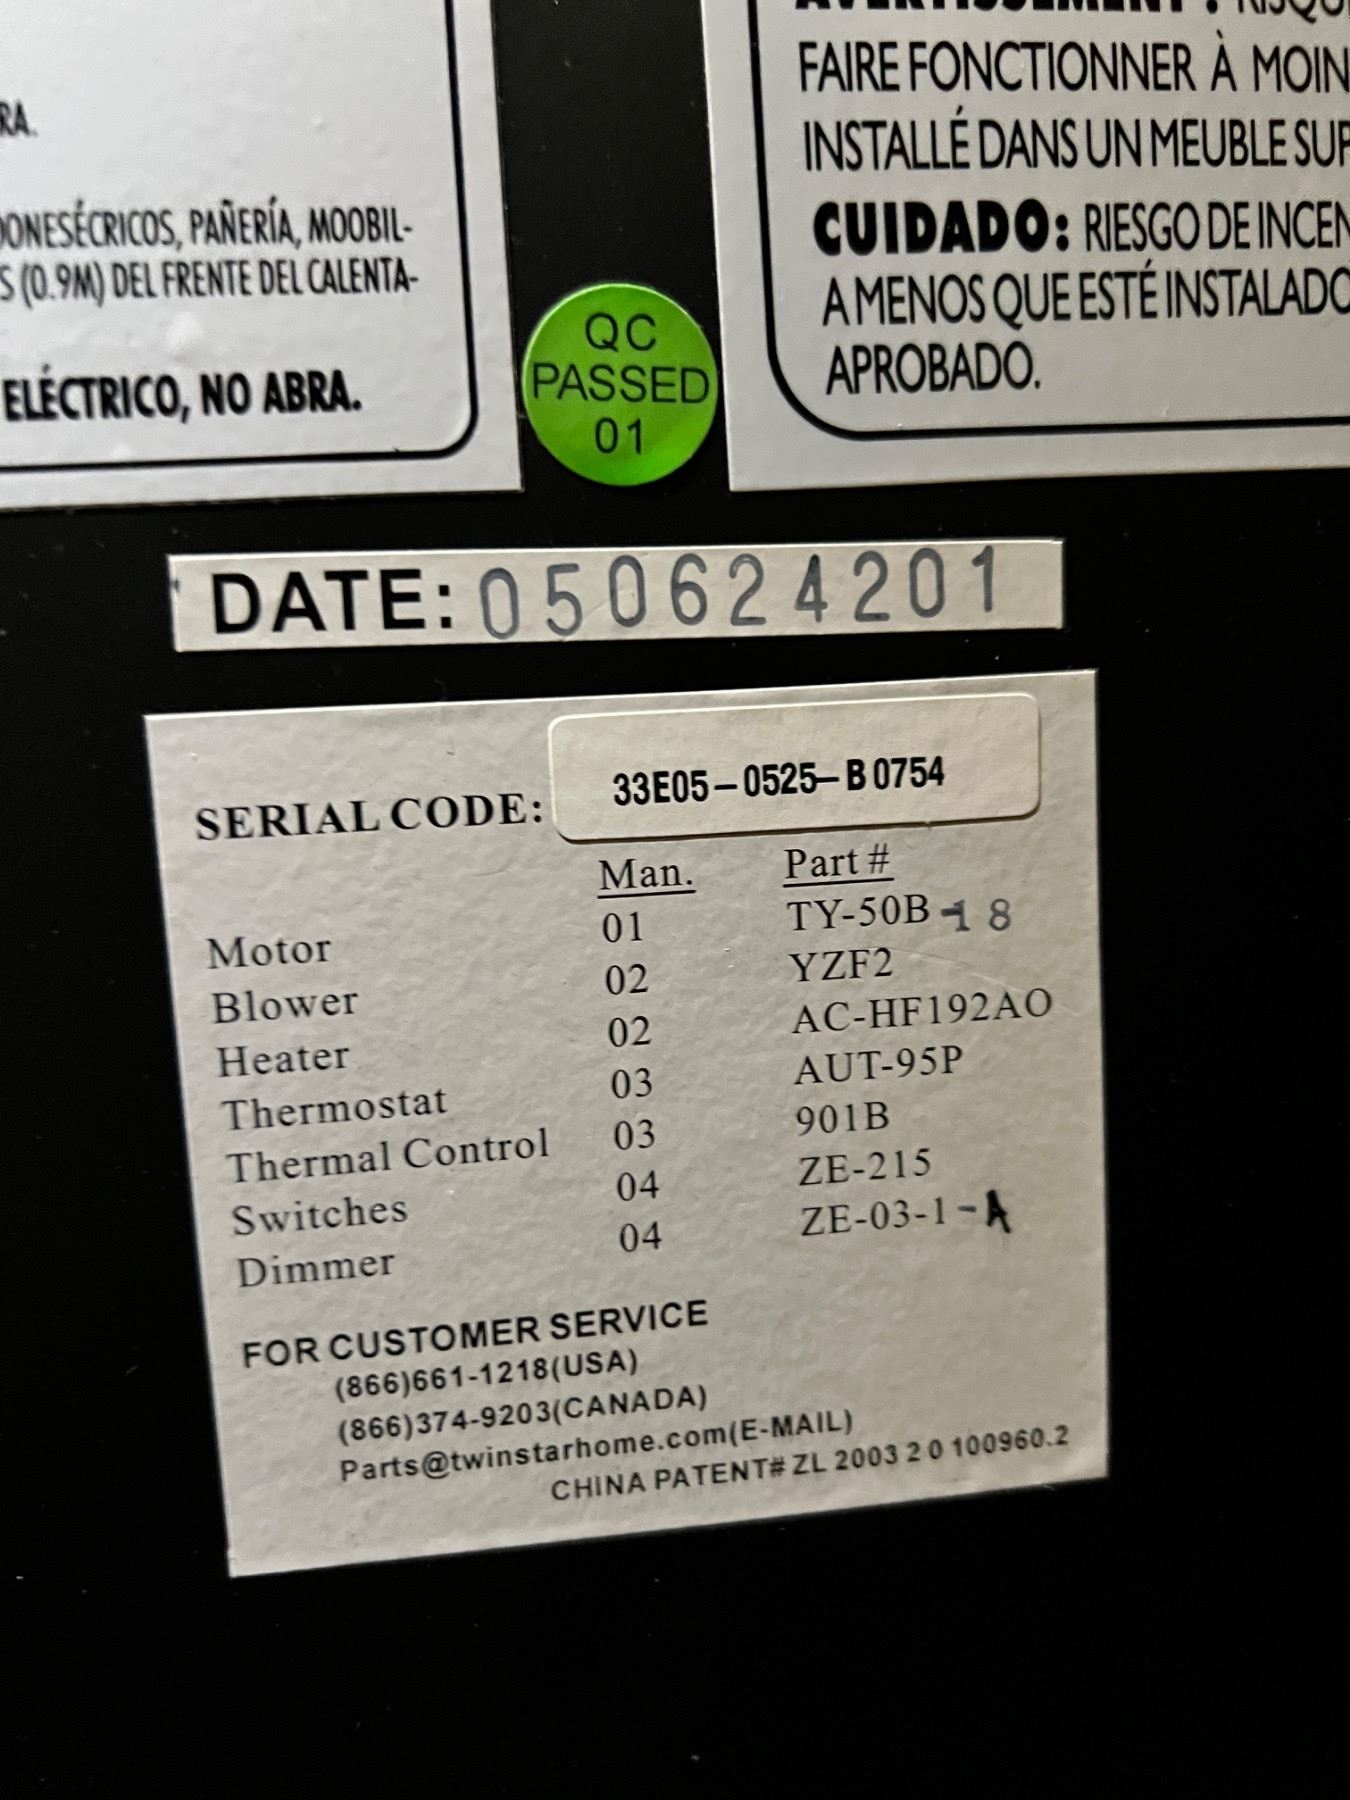 RA.
PAÑERÍA, MOOBIL-
S (0.9M) DEL FRENTE DEL CALENTA-
ELÉCTRICO, NO ABRA.
QC
PASSED
01
FAIRE FONCTIONNER À MOIN
INSTALLÉ DANS UN MEUBLE SUP
CUIDADO: RIESGO DE INCEN
A MENOS QUE ESTÉ INSTALADO
APROBADO.
DATE: 050624201
SERIAL CODE: 33E05-0525-B0754
Man. Part #
Motor 01 TY-50B-18
Blower 02 YZF2
Heater 02 AC-HF192AO
Thermostat 03 AUT-95P
Thermal Control 03 901B
Switches 04 ZE-215
Dimmer 04 ZE-03-1-A
FOR CUSTOMER SERVICE
(866)661-1218(USA)
(866)374-9203(CANADA)
Parts@twinstarhome.com(E-MAIL)
CHINA PATENT# ZL 2003 2 0 100960.2